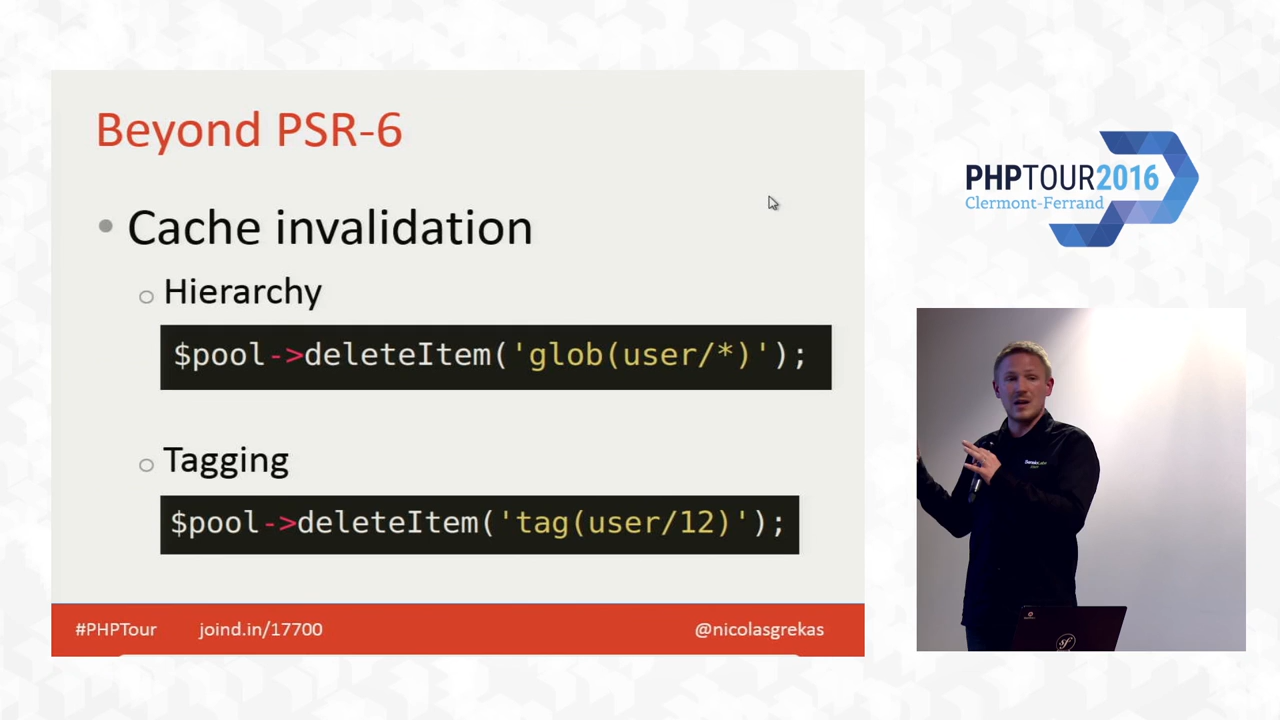 Beyond PSR-6
Cache invalidation
Hierarchy
$pool->deleteItem('glob(user/*)');
Tagging
$pool->deleteItem('tag(user/12)');
#PHPTour joind.in/17700 @nicolasgrekas
PHPTOUR2016
Clermont-Ferrand
sf